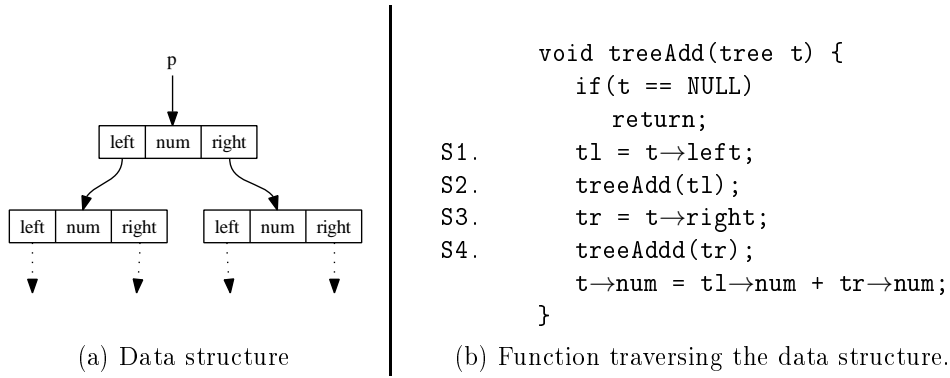 p
left num right
left num right
left num right
(a) Data structure
void treeAdd(tree t) {
if(t == NULL)
return;
S1. tl = t→left;
S2. treeAdd(tl);
S3. tr = t→right;
S4. treeAddd(tr);
t→num = tl→num + tr→num;
}
(b) Function traversing the data structure.